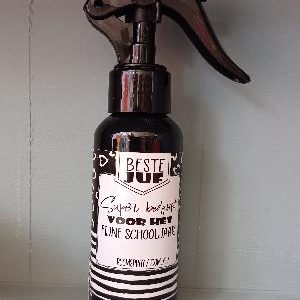 BESTE
JUF
Super bedankt
VOOR HET
FIJNE SCHOOLJAAR